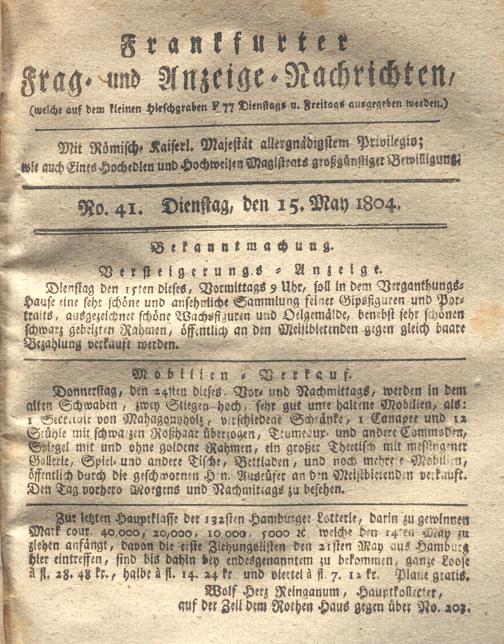 Frankfurter
Frag- und Anzeige-Nachrichten,
(welche auf dem kleinen Hirschgraben F 77 Dienstags u. Freitags ausgegeben werden.)
Mit Römisch- Kaiserl. Majestät allergnädigstem Privilegio;
wie auch Eines Hochedlen und Hochweisen Magistrats großgünstiger Bewilligung.
No. 41. Dienstag, den 15. May 1804.
Bekanntmachung.
Versteigerungs-Anzeige.
Dienstag den 15ten dieses, Vormittags 9 Uhr, soll in dem Verganthungs-
Hause eine sehr schöne und ansehnliche Sammlung feiner Gipsfiguren und Por-
traits, ausgezeichnet schöne Wachsfiguren und Oelgemälde, benebst sehr schönen
schwarz gebeizten Rahmen, öffentlich an den Meistbietenden gegen gleich baare
Bezahlung verkauft werden.
Mobilien-Verkauf.
Donnerstag, den 24sten dieses, Vor- und Nachmittags, werden in dem
alten Schwaben, zwey Stiegen hoch, sehr gut unterhaltene Mobilien, als:
1 Secretair von Mahagonyholz, verschiedene Schränke, 1 Canapee und 12
Stühle mit schwarzen Roßhaar überzogen, Trumeaux- und andere Commoden,
Spiegel mit und ohne goldene Rahmen, ein großer Theetisch mit messingener
Gallerie, Spiel- und andere Tische, Bettladen, und noch mehrere Mobilien,
öffentlich durch die geschwornen Hrn. Ausrüfer an den Meistbietenden verkauft.
Den Tag vorhero Morgens und Nachmittags zu besehen.
Zur letzten Hauptklasse der 132sten Hamburger Lotterie, darin zu gewinnen
Mark cour. 40,000, 20,000, 10,000, 5000 ꝛc. welche den 14ten May zu
ziehen anfängt, davon die erste Ziehungslisten den 21sten May aus Hamburg
hier eintreffen, sind bis dahin bey endesgenanntem zu bekommen, ganze Loose
à fl. 28. 48 kr., halbe à fl. 14. 24 kr und viertel à fl. 7. 12 kr. Plane gratis.
Wolf Herz Reinganum, Hauptkollecter,
auf der Zeil dem Rothen Haus gegen über No. 203.